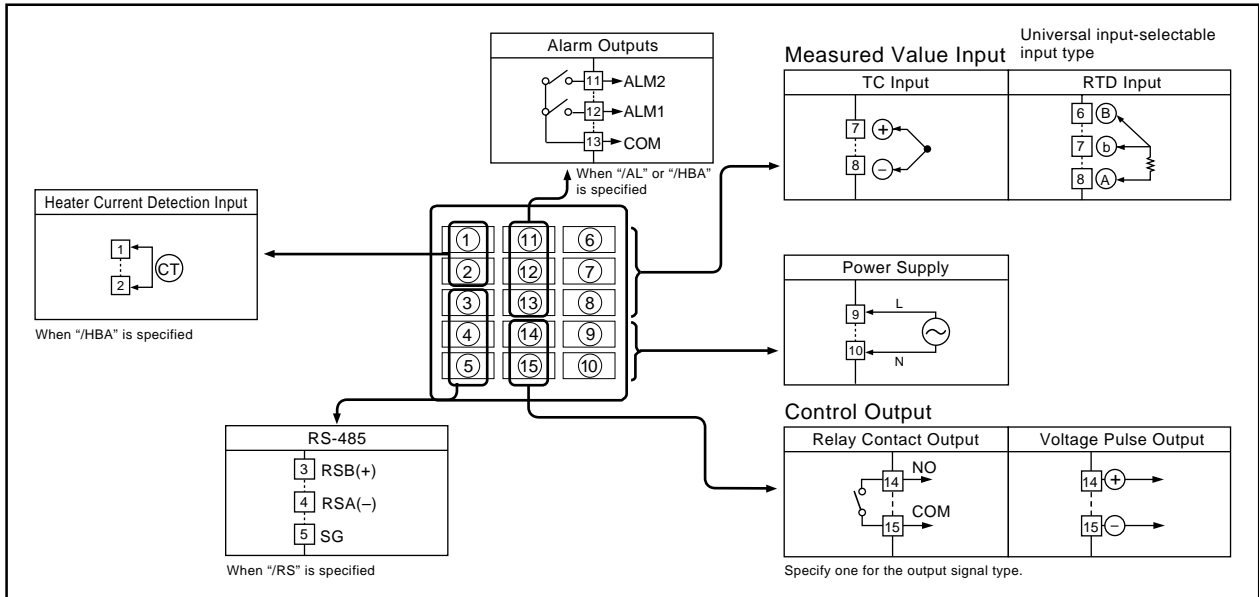 Alarm Outputs
11 ALM2
12 ALM1
13 COM
When "/AL" or "/HBA"
is specified
Measured Value Input
Universal input-selectable
input type
TC Input
7 +
8 −
RTD Input
6 B
7 b
8 A
Heater Current Detection Input
1
CT
2
When "/HBA" is specified
1 11 6
2 12 7
3 13 8
4 14 9
5 15 10
Power Supply
9 L
10 N
RS-485
3 RSB(+)
4 RSA(−)
5 SG
When "/RS" is specified
Control Output
Relay Contact Output
14 NO
15 COM
Voltage Pulse Output
14 +
15 −
Specify one for the output signal type.